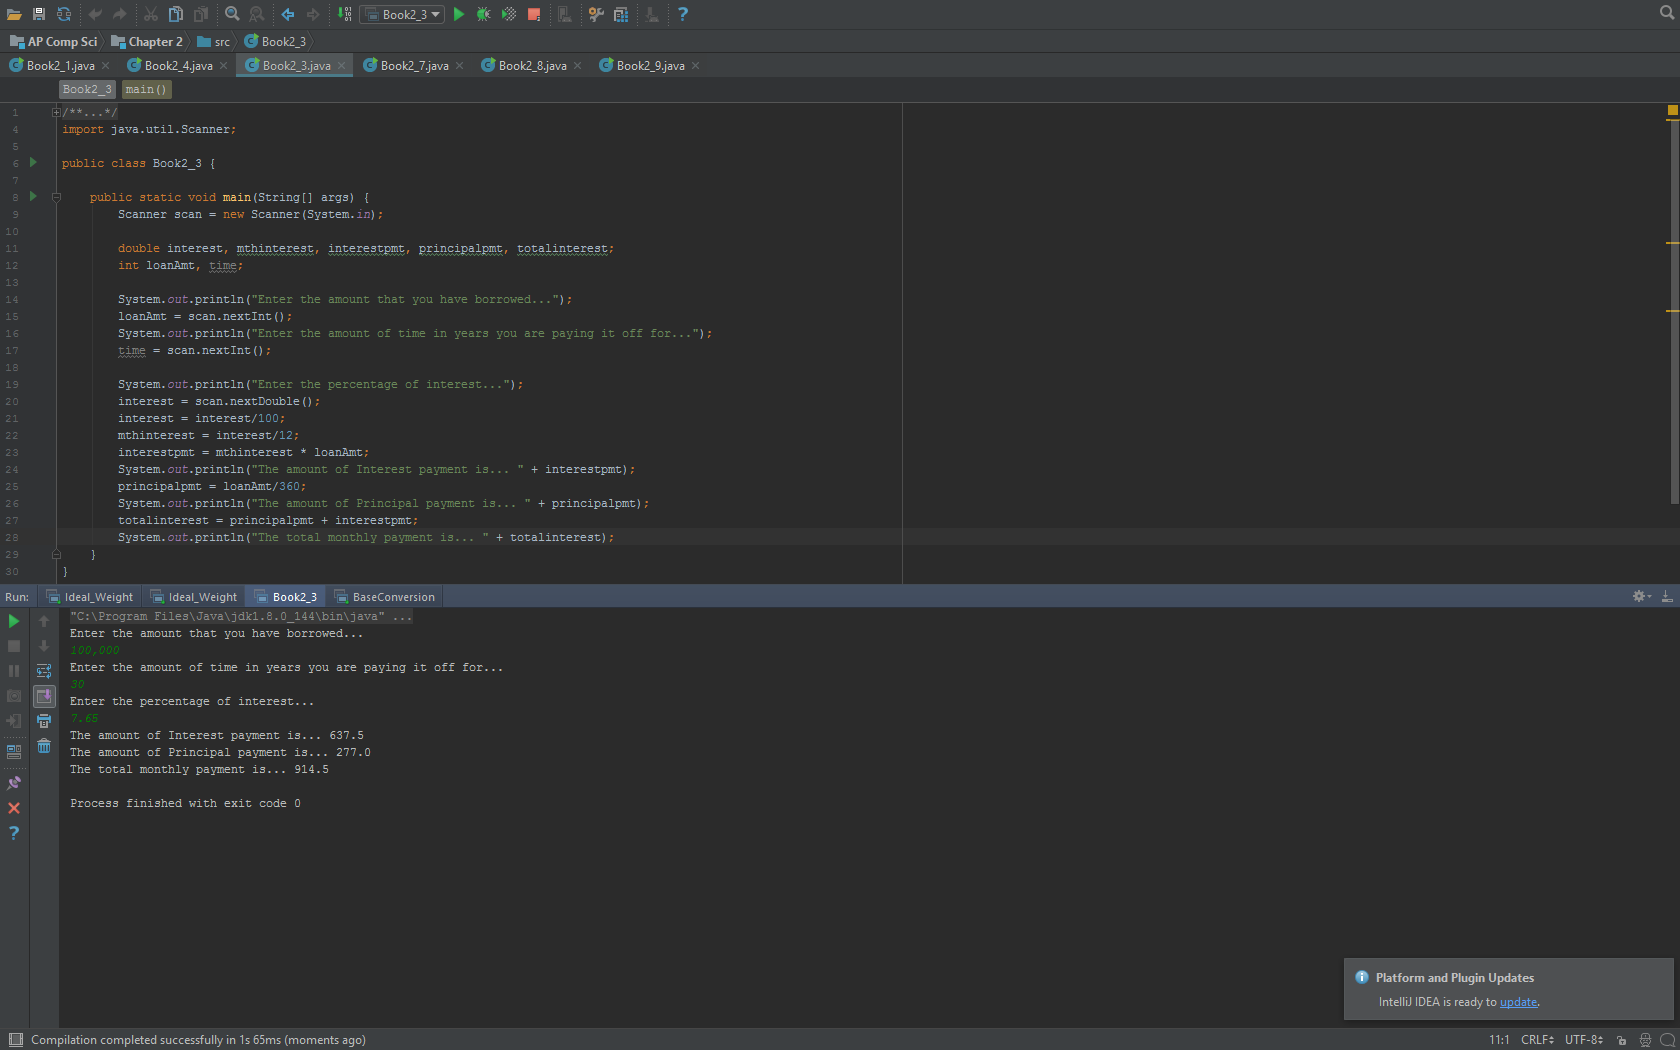 Book2_3
AP Comp Sci Chapter 2 src Book2_3
Book2_1.java Book2_4.java Book2_3.java Book2_7.java Book2_8.java Book2_9.java
Book2_3 main()
1 /**...*/
4 import java.util.Scanner;
5
6 public class Book2_3 {
7
8 public static void main(String[] args) {
9 Scanner scan = new Scanner(System.in);
10
11 double interest, mthinterest, interestpmt, principalpmt, totalinterest;
12 int loanAmt, time;
13
14 System.out.println("Enter the amount that you have borrowed...");
15 loanAmt = scan.nextInt();
16 System.out.println("Enter the amount of time in years you are paying it off for...");
17 time = scan.nextInt();
18
19 System.out.println("Enter the percentage of interest...");
20 interest = scan.nextDouble();
21 interest = interest/100;
22 mthinterest = interest/12;
23 interestpmt = mthinterest * loanAmt;
24 System.out.println("The amount of Interest payment is... " + interestpmt);
25 principalpmt = loanAmt/360;
26 System.out.println("The amount of Principal payment is... " + principalpmt);
27 totalinterest = principalpmt + interestpmt;
28 System.out.println("The total monthly payment is... " + totalinterest);
29 }
30 }
Run: Ideal_Weight Ideal_Weight Book2_3 BaseConversion
"C:\Program Files\Java\jdk1.8.0_144\bin\java" ...
Enter the amount that you have borrowed...
100,000
Enter the amount of time in years you are paying it off for...
30
Enter the percentage of interest...
7.65
The amount of Interest payment is... 637.5
The amount of Principal payment is... 277.0
The total monthly payment is... 914.5
Process finished with exit code 0
Platform and Plugin Updates
IntelliJ IDEA is ready to update.
Compilation completed successfully in 1s 65ms (moments ago) 11:1 CRLF UTF-8